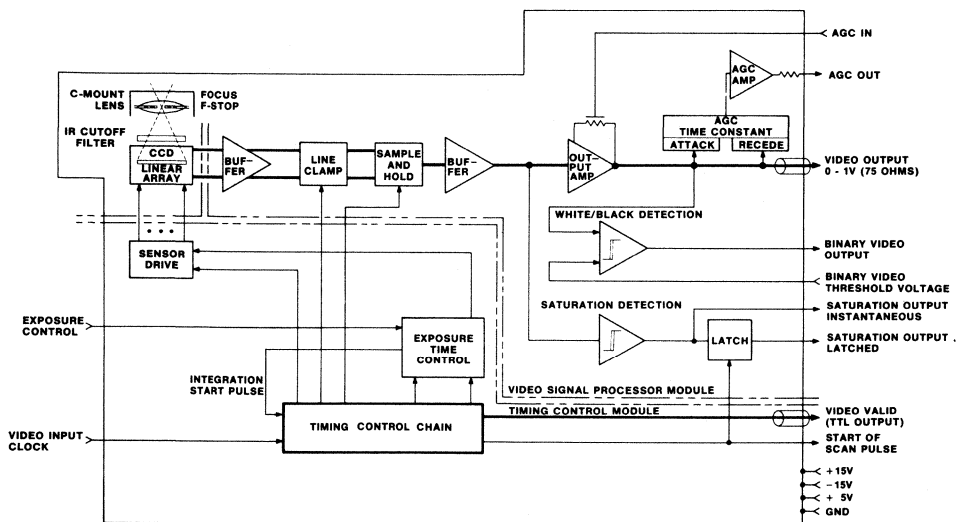 AGC IN
AGC
AMP
AGC OUT
C-MOUNT
LENS
FOCUS
F-STOP
IR CUTOFF
FILTER
CCD
LINEAR
ARRAY
BUF-
FER
LINE
CLAMP
SAMPLE
AND
HOLD
BUF-
FER
OUT-
PUT
AMP
AGC
TIME CONSTANT
ATTACK
RECEDE
VIDEO OUTPUT
0 - 1V (75 OHMS)
WHITE/BLACK DETECTION
BINARY VIDEO
OUTPUT
BINARY VIDEO
THRESHOLD VOLTAGE
SENSOR
DRIVE
SATURATION DETECTION
SATURATION OUTPUT
INSTANTANEOUS
SATURATION OUTPUT
LATCHED
LATCH
EXPOSURE
CONTROL
EXPOSURE
TIME
CONTROL
INTEGRATION
START PULSE
VIDEO SIGNAL PROCESSOR MODULE
TIMING CONTROL MODULE
TIMING CONTROL CHAIN
VIDEO INPUT
CLOCK
VIDEO VALID
(TTL OUTPUT)
START OF
SCAN PULSE
+ 15V
- 15V
+ 5V
GND